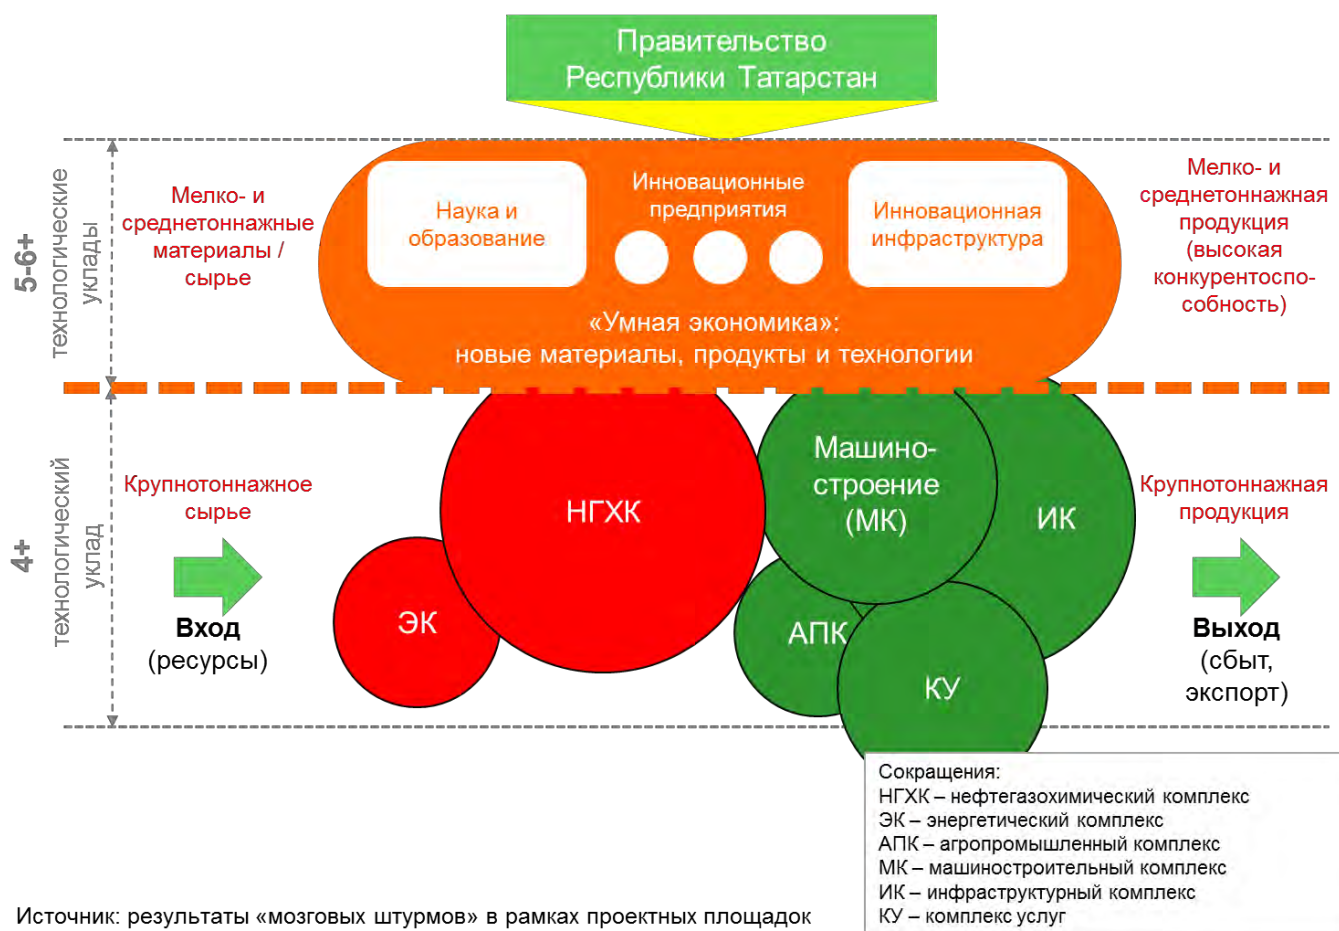 Правительство
Республики Татарстан
5-6+
технологические
уклады
Мелко- и
среднетоннажные
материалы /
сырье
Наука и
образование
Инновационные
предприятия
Инновационная
инфраструктура
«Умная экономика»:
новые материалы, продукты и технологии
Мелко- и
среднетоннажная
продукция
(высокая
конкурентоспо-
собность)
4+
технологический
уклад
Крупнотоннажное
сырье
Вход
(ресурсы)
ЭК
НГХК
Машино-
строение
(МК)
ИК
АПК
КУ
Крупнотоннажная
продукция
Выход
(сбыт,
экспорт)
Сокращения:
НГХК – нефтегазохимический комплекс
ЭК – энергетический комплекс
АПК – агропромышленный комплекс
МК – машиностроительный комплекс
ИК – инфраструктурный комплекс
КУ – комплекс услуг
Источник: результаты «мозговых штурмов» в рамках проектных площадок